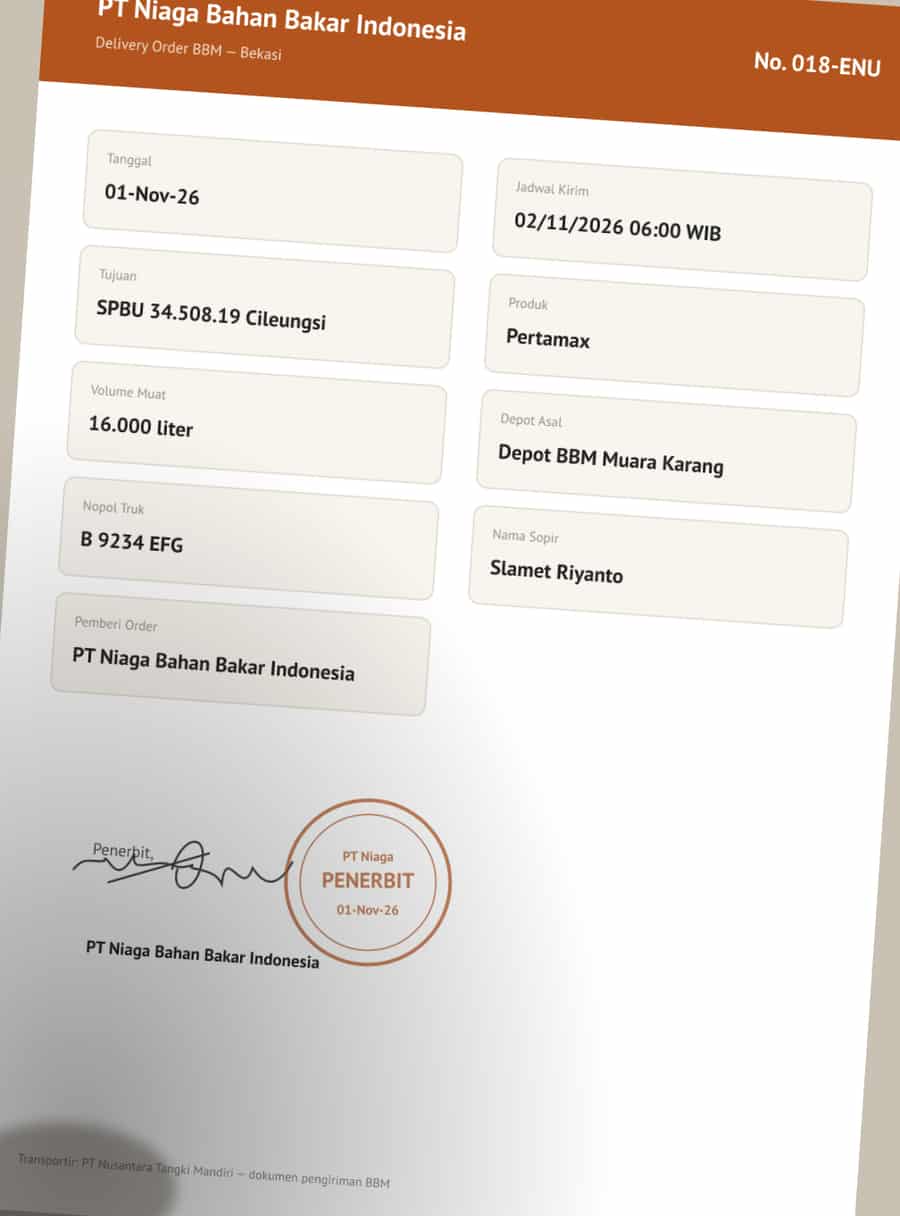 PT Niaga Bahan Bakar Indonesia
Delivery Order BBM — Bekasi
No. 018-ENU
Tanggal
01-Nov-26
Jadwal Kirim
02/11/2026 06:00 WIB
Tujuan
SPBU 34.508.19 Cileungsi
Produk
Pertamax
Volume Muat
16.000 liter
Depot Asal
Depot BBM Muara Karang
Nopol Truk
B 9234 EFG
Nama Sopir
Slamet Riyanto
Pemberi Order
PT Niaga Bahan Bakar Indonesia
Penerbit,
PT Niaga
PENERBIT
01-Nov-26
PT Niaga Bahan Bakar Indonesia
Transportir: PT Nusantara Tangki Mandiri — dokumen pengiriman BBM